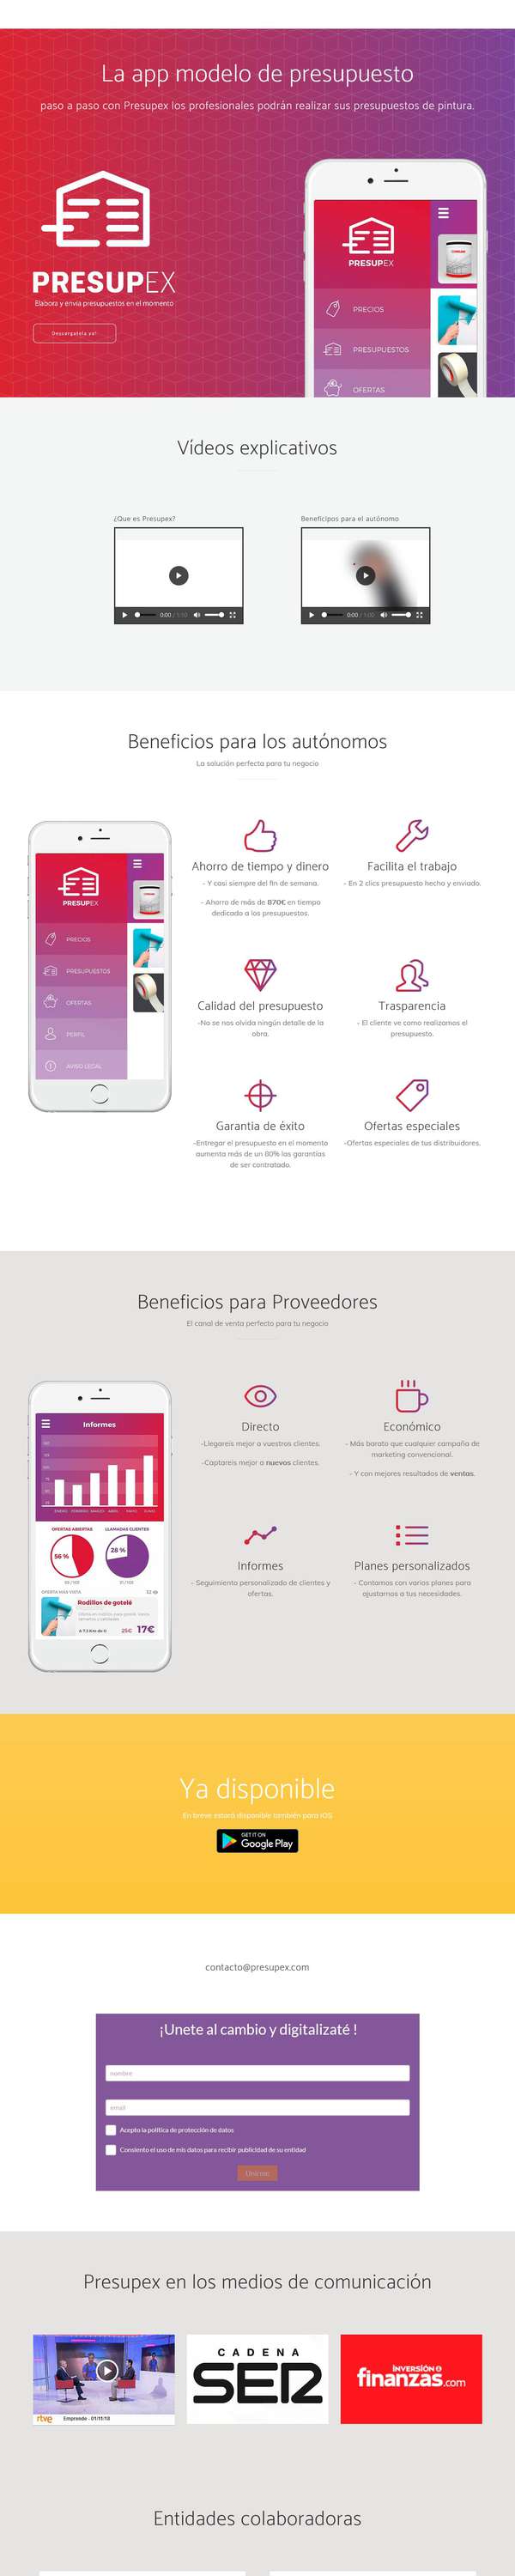 La app modelo de presupuesto
paso a paso con Presupex los profesionales podrán realizar sus presupuestos de pintura.
PRESUPEX
Elabora y envia presupuestos en el momento
Descargatela ya!
PRESUPEX
PRECIOS
PRESUPUESTOS
OFERTAS
Vídeos explicativos
¿Que es Presupex?
Beneficipos para el autónomo
0:00
0:00
Beneficios para los autónomos
La solución perfecta para tu negocio
PRESUPEX
PRECIOS
PRESUPUESTOS
OFERTAS
PERFIL
AVISO LEGAL
Ahorro de tiempo y dinero
- Y casi siempre del fin de semana.
- Ahorro de más de 870€ en tiempo
dedicado a los presupuestos.
Facilita el trabajo
- En 2 clics presupuesto hecho y enviado.
Calidad del presupuesto
-No se nos olvida ningún detalle de la
obra.
Trasparencia
- El cliente ve como realizamos el
presupuesto.
Garantía de éxito
-Entregar el presupuesto en el momento
aumenta más de un 80% las garantías
de ser contratado.
Ofertas especiales
-Ofertas especiales de tus distribuidores.
Beneficios para Proveedores
El canal de venta perfecto para tu negocio
Informes
OFERTAS ABIERTAS
LLAMADAS CLIENTES
56 %
28 %
OFERTA MÁS VISTA
Rodillos de gotelé
25€ 17€
Directo
-Llegareis mejor a vuestros clientes.
-Captareis mejor a nuevos clientes.
Económico
- Más barato que cualquier campaña de
marketing convencional.
- Y con mejores resultados de ventas.
Informes
- Seguimiento personalizado de clientes y
ofertas.
Planes personalizados
- Contamos con varios planes para
ajustarnos a tus necesidades.
Ya disponible
En breve estará disponible también para iOS
GET IT ON
Google Play
contacto@presupex.com
¡Unete al cambio y digitalizaté !
nombre
email
Acepto la política de protección de datos
Consiento el uso de mis datos para recibir publicidad de su entidad
Unirme
Presupex en los medios de comunicación
rtve Emprende - 01/11/18
CADENA
SER
INVERSIÓN &
finanzas.com
Entidades colaboradoras